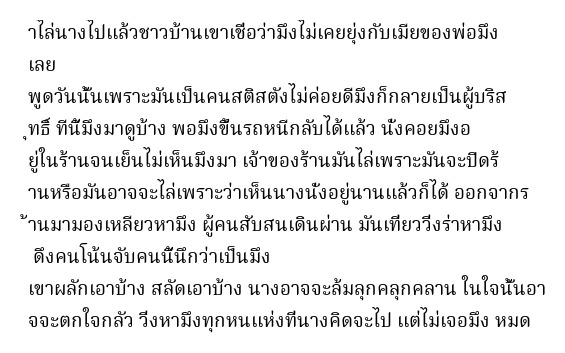 าไล่นางไปแล้วชาวบ้านเขาเชื่อว่ามึงไม่เคยยุ่งกับเมียของพ่อมึง
เลย
พูดวันนั้นเพราะมันเป็นคนสติสตังไม่ค่อยดีมึงก็กลายเป็นผู้บริส
ุทธิ์ ทีนี้มึงมาดูบ้าง พอมึงขึ้นรถหนีกลับได้แล้ว นั่งคอยมึงอ
ยู่ในร้านจนเย็นไม่เห็นมึงมา เจ้าของร้านมันไล่เพราะมันจะปิดร้
านหรือมันอาจจะไล่เพราะว่าเห็นนางนั่งอยู่นานแล้วก็ได้ ออกจากร
้านมามองเหลียวหามึง ผู้คนสับสนเดินผ่าน มันเที่ยววิ่งร่าหามึง
ดึงคนโน้นจับคนนี้นึกว่าเป็นมึง
เขาผลักเอาบ้าง สลัดเอาบ้าง นางอาจจะล้มลุกคลุกคลาน ในใจนั้นอา
จจะตกใจกลัว วิ่งหามึงทุกหนแห่งที่นางคิดจะไป แต่ไม่เจอมึง หมด